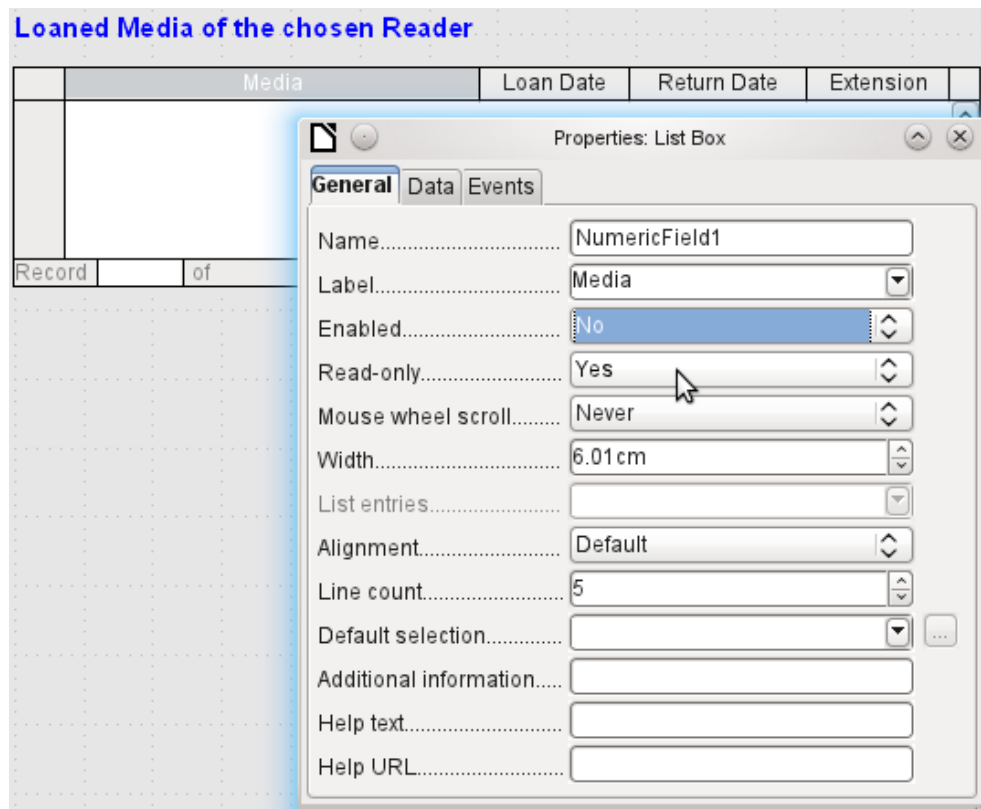 Loaned Media of the chosen Reader
Media Loan Date Return Date Extension
Properties: List Box
General Data Events
Name............................... NumericField1
Record of
Label............................... Media
Enabled........................... No
Read-only........................ Yes
Mouse wheel scroll......... Never
Width............................... 6.01cm
List entries......................
Alignment........................ Default
Line count........................ 5
Default selection..............
Additional information.....
Help text..........................
Help URL.........................